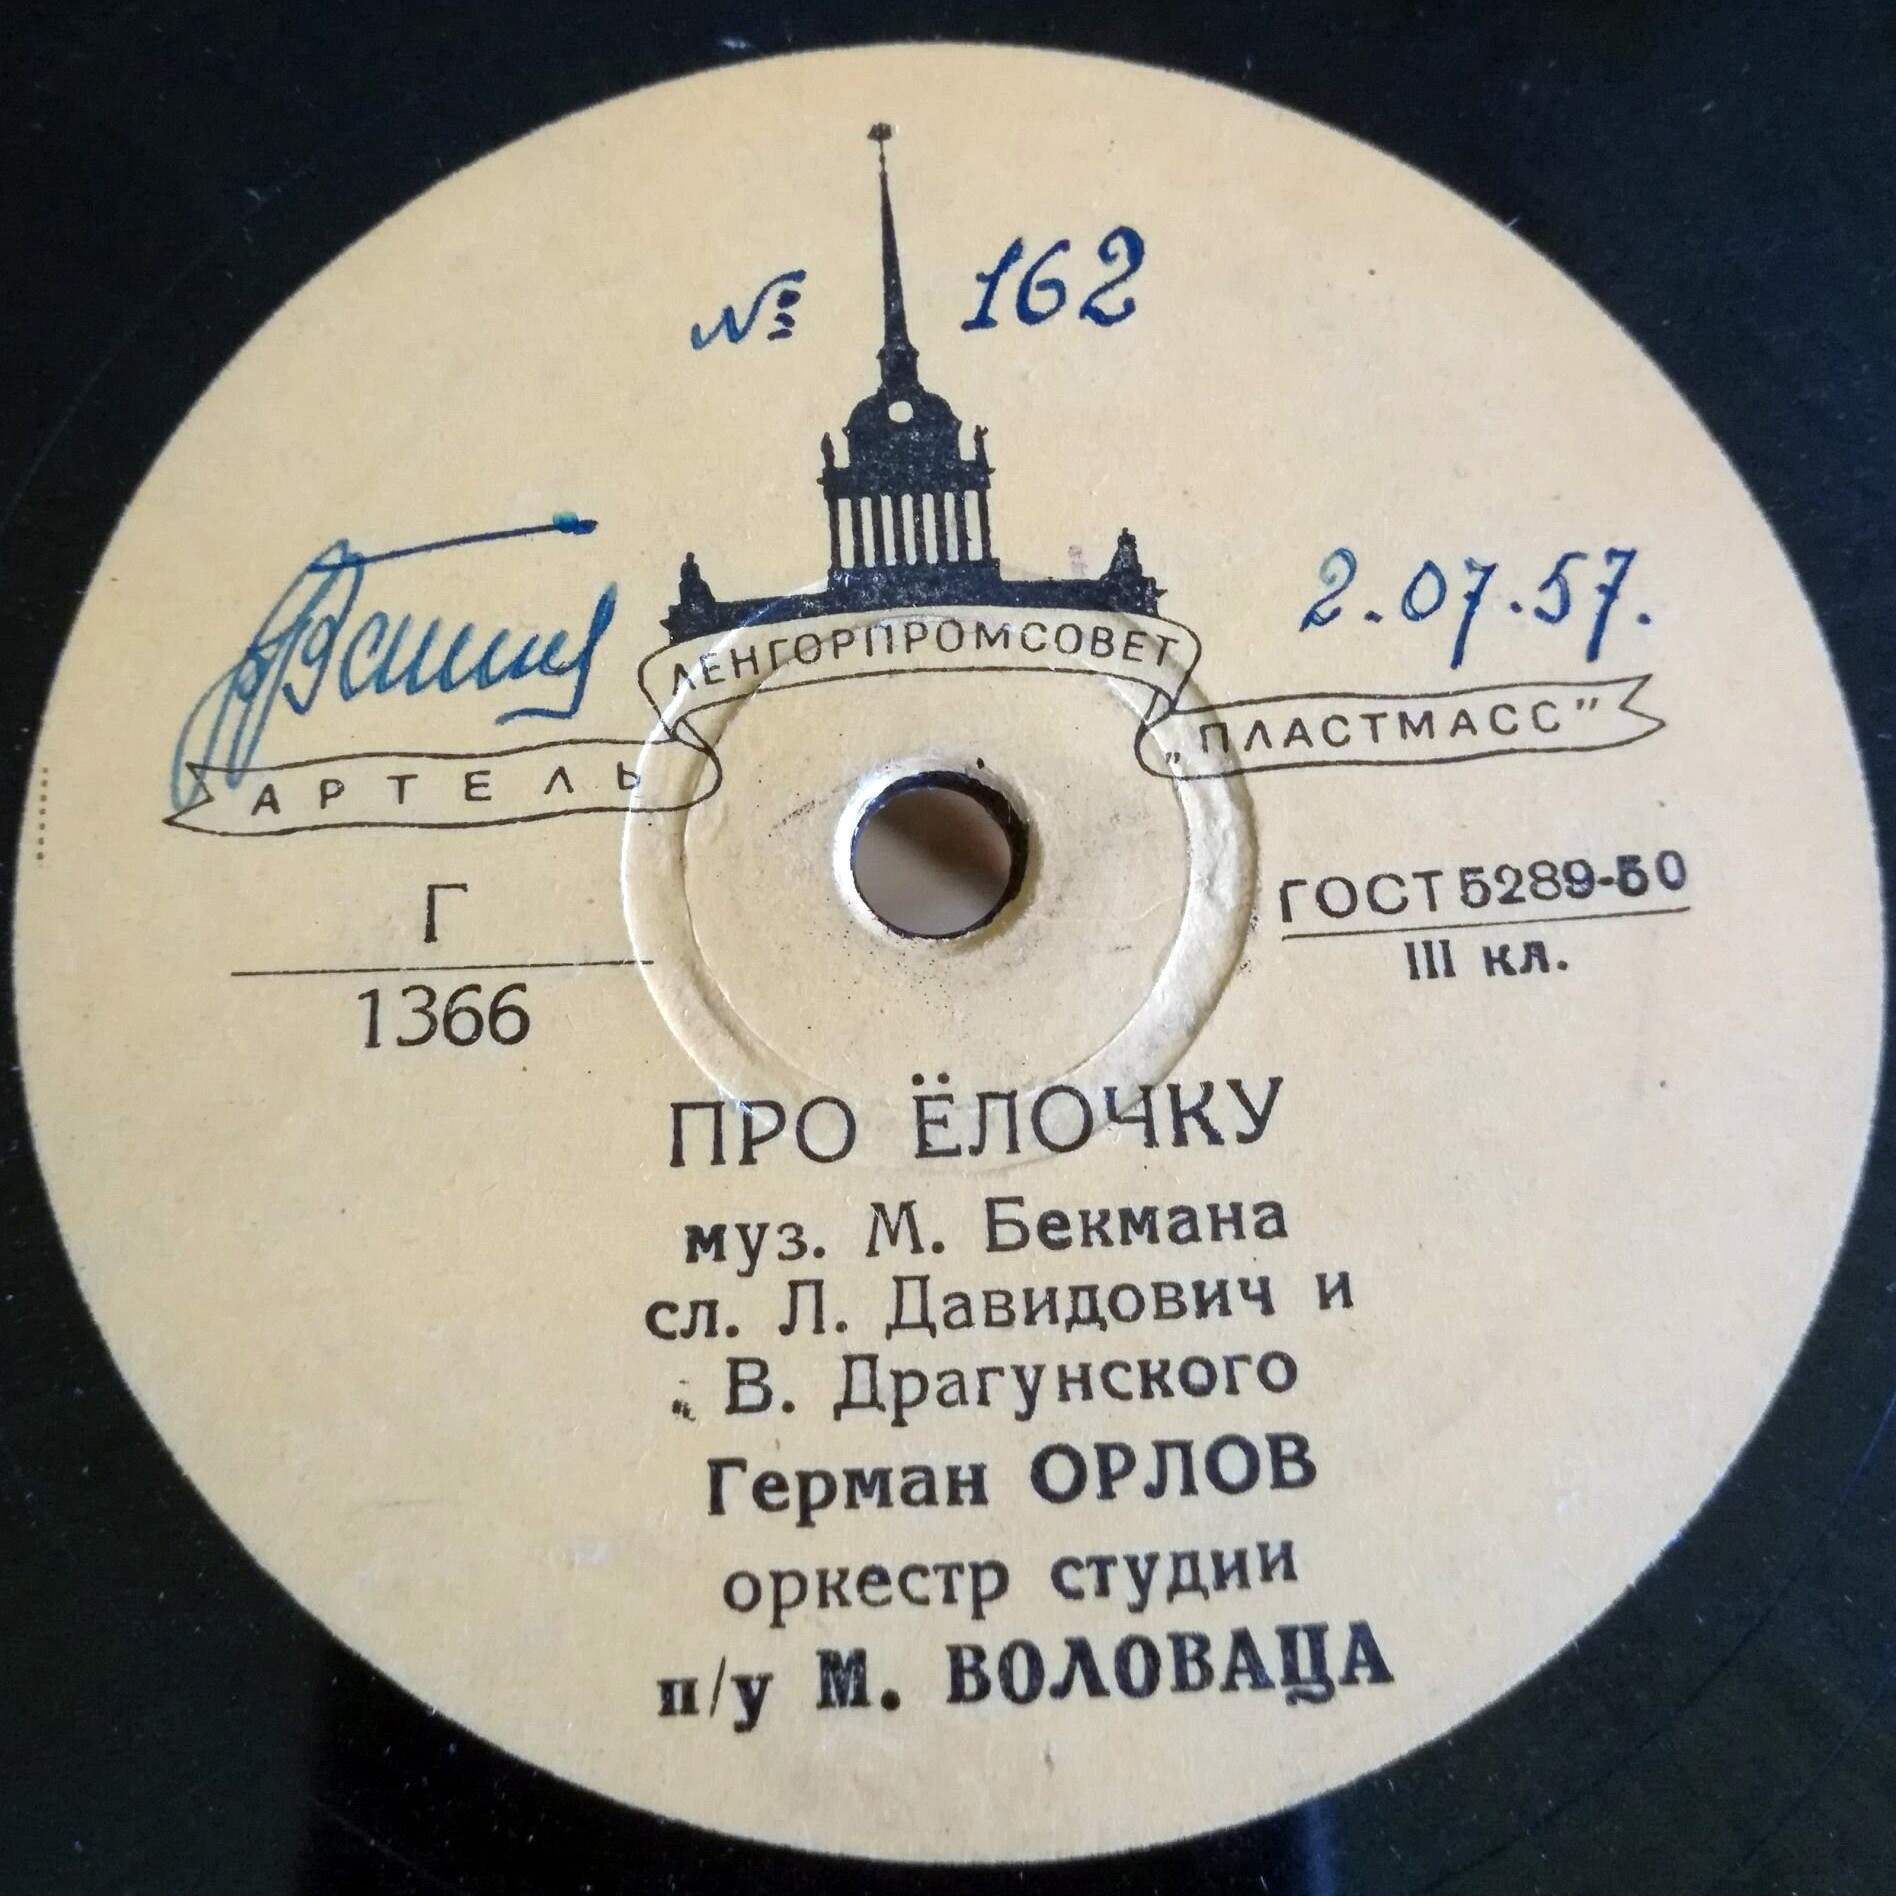 № 162
2.07.57.
ЛЕНГОРПРОМСОВЕТ
АРТЕЛЬ „ПЛАСТМАСС”
Г
1366
ГОСТ 5289-50
III кл.
ПРО ЁЛОЧКУ
муз. М. Бекмана
сл. Л. Давидович и
В. Драгунского
Герман ОРЛОВ
оркестр студии
п/у М. ВОЛОВАЦА